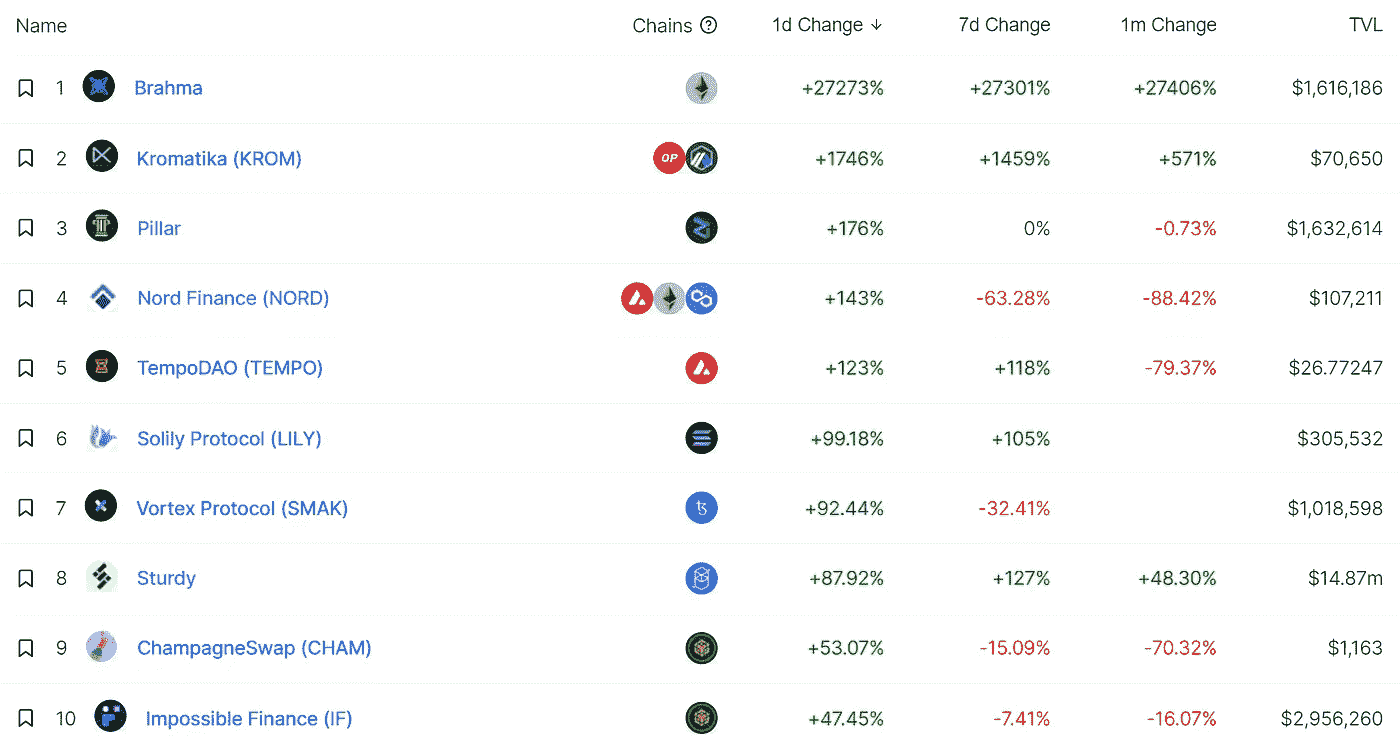 Name Chains ? 1d Change ↓ 7d Change 1m Change TVL
1 Brahma +27273% +27301% +27406% $1,616,186
2 Kromatika (KROM) OP +1746% +1459% +571% $70,650
3 Pillar +176% 0% -0.73% $1,632,614
4 Nord Finance (NORD) +143% -63.28% -88.42% $107,211
5 TempoDAO (TEMPO) +123% +118% -79.37% $26.77247
6 Solily Protocol (LILY) +99.18% +105% $305,532
7 Vortex Protocol (SMAK) +92.44% -32.41% $1,018,598
8 Sturdy +87.92% +127% +48.30% $14.87m
9 ChampagneSwap (CHAM) +53.07% -15.09% -70.32% $1,163
10 Impossible Finance (IF) +47.45% -7.41% -16.07% $2,956,260